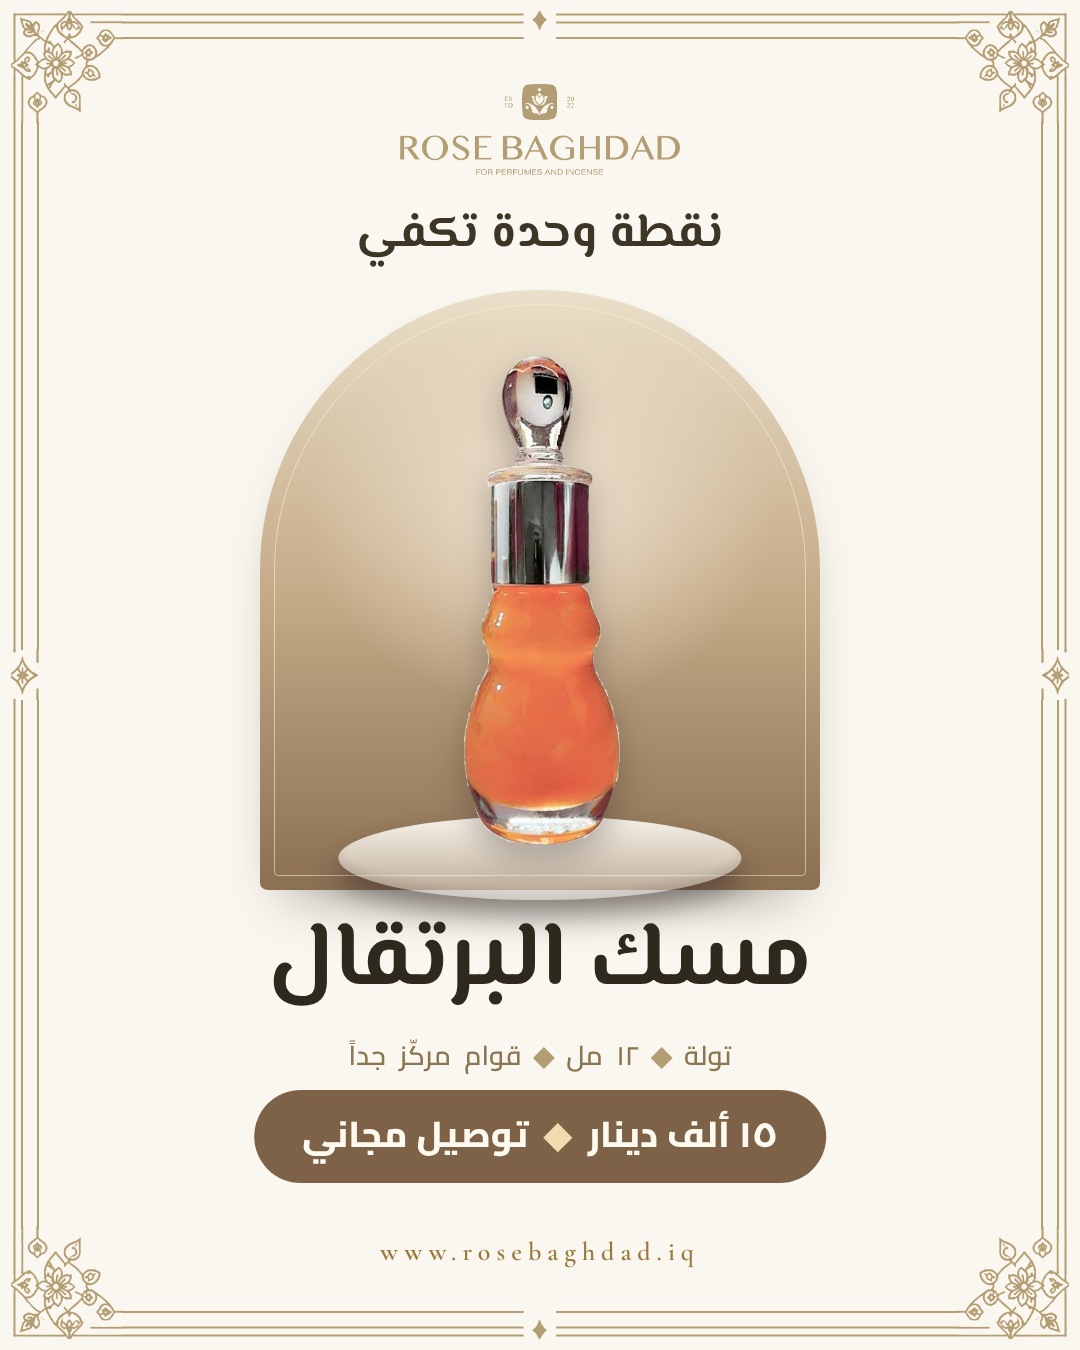 ES TD 20 22
ROSE BAGHDAD
FOR PERFUMES AND INCENSE
نقطة وحدة تكفي
مسك البرتقال
تولة ◆ ١٢ مل ◆ قوام مركّز جداً
١٥ ألف دينار ◆ توصيل مجاني
www.rosebaghdad.iq